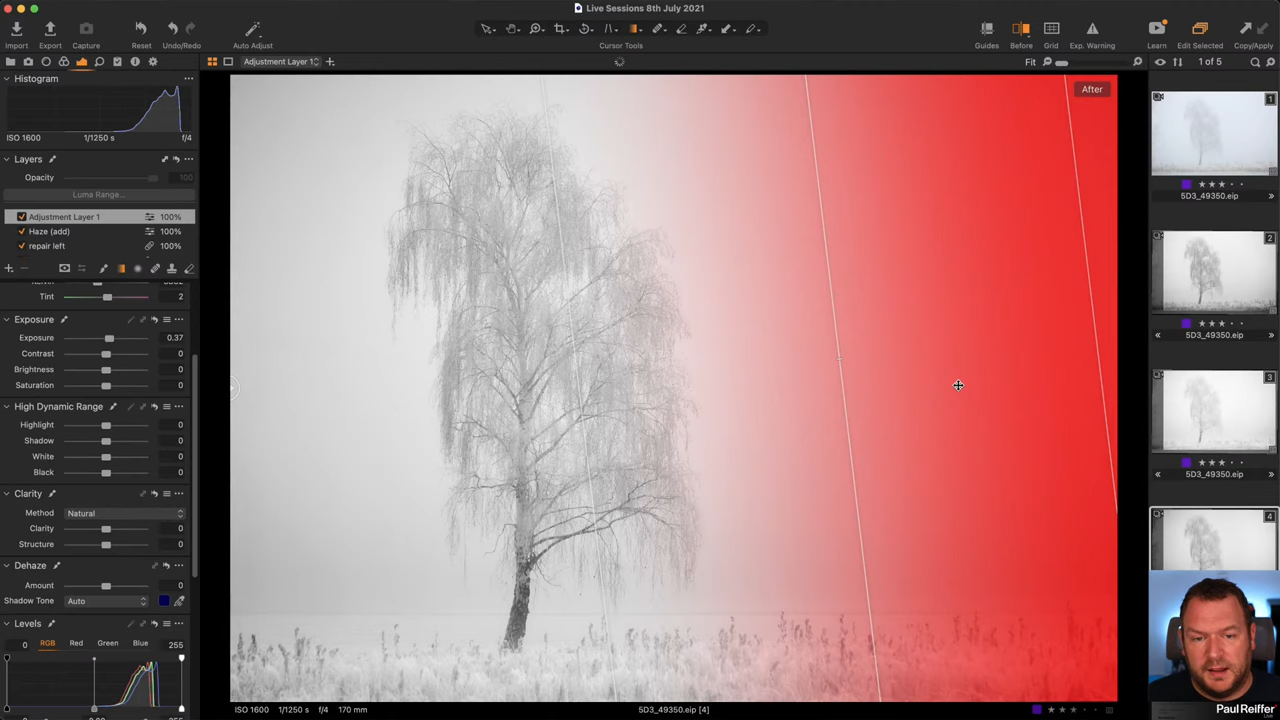 Live Sessions 8th July 2021
Import
Export
Capture
Reset
Undo/Redo
Auto Adjust
Cursor Tools
Guides
Before
Grid
Exp. Warning
Learn
Edit Selected
Copy/Apply
Adjustment Layer 1
Fit
1 of 5
Histogram
ISO 1600
1/1250 s
f/4
Layers
Opacity
100
Luma Range...
Adjustment Layer 1
100%
Haze (add)
100%
repair left
100%
Tint
2
Exposure
Exposure
0.37
Contrast
0
Brightness
0
Saturation
0
High Dynamic Range
Highlight
0
Shadow
0
White
0
Black
0
Clarity
Method
Natural
Clarity
0
Structure
0
Dehaze
Amount
0
Shadow Tone
Auto
Levels
0
RGB
Red
Green
Blue
255
After
ISO 1600
1/1250 s
f/4
170 mm
5D3_49350.eip [4]
1
5D3_49350.eip
2
5D3_49350.eip
3
5D3_49350.eip
4
Paul Reiffer